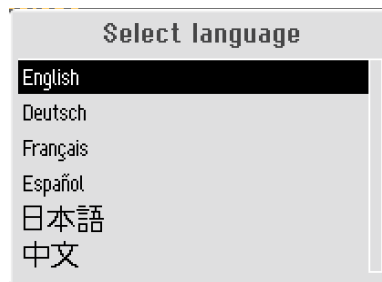 Select language
English
Deutsch
Français
Español
日本語
中文